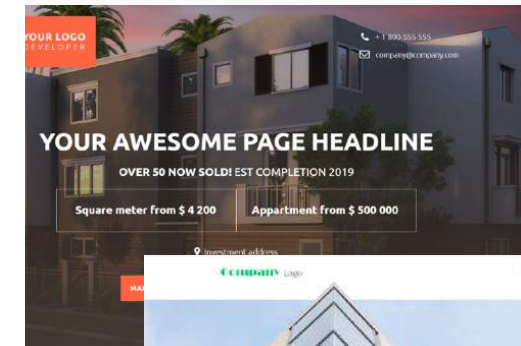 YOUR LOGO
DEVELOPER
+ 1 800 555 555
company@company.com
YOUR AWESOME PAGE HEADLINE
OVER 50 NOW SOLD! EST COMPLETION 2019
Square meter from $ 4 200
Appartment from $ 500 000
Investment address
Company Logo